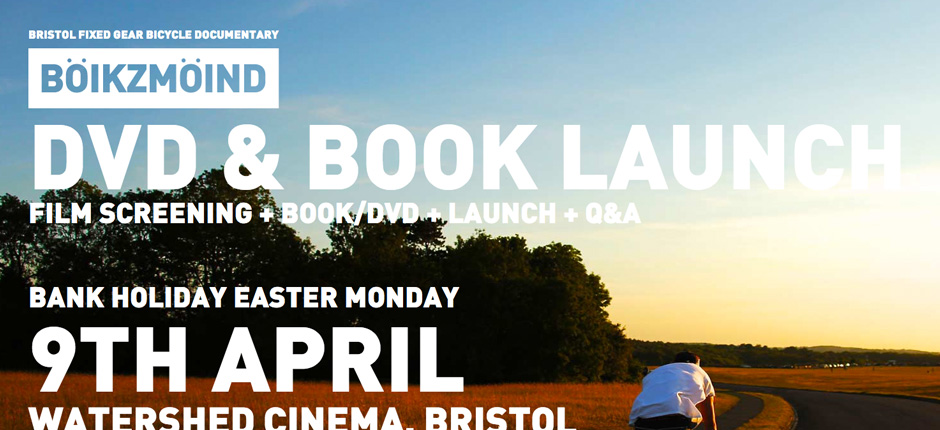 BRISTOL FIXED GEAR BICYCLE DOCUMENTARY
BÖIKZMÖIND
DVD & BOOK LAUNCH
FILM SCREENING + BOOK/DVD + LAUNCH + Q&A
BANK HOLIDAY EASTER MONDAY
9TH APRIL
WATERSHED CINEMA, BRISTOL